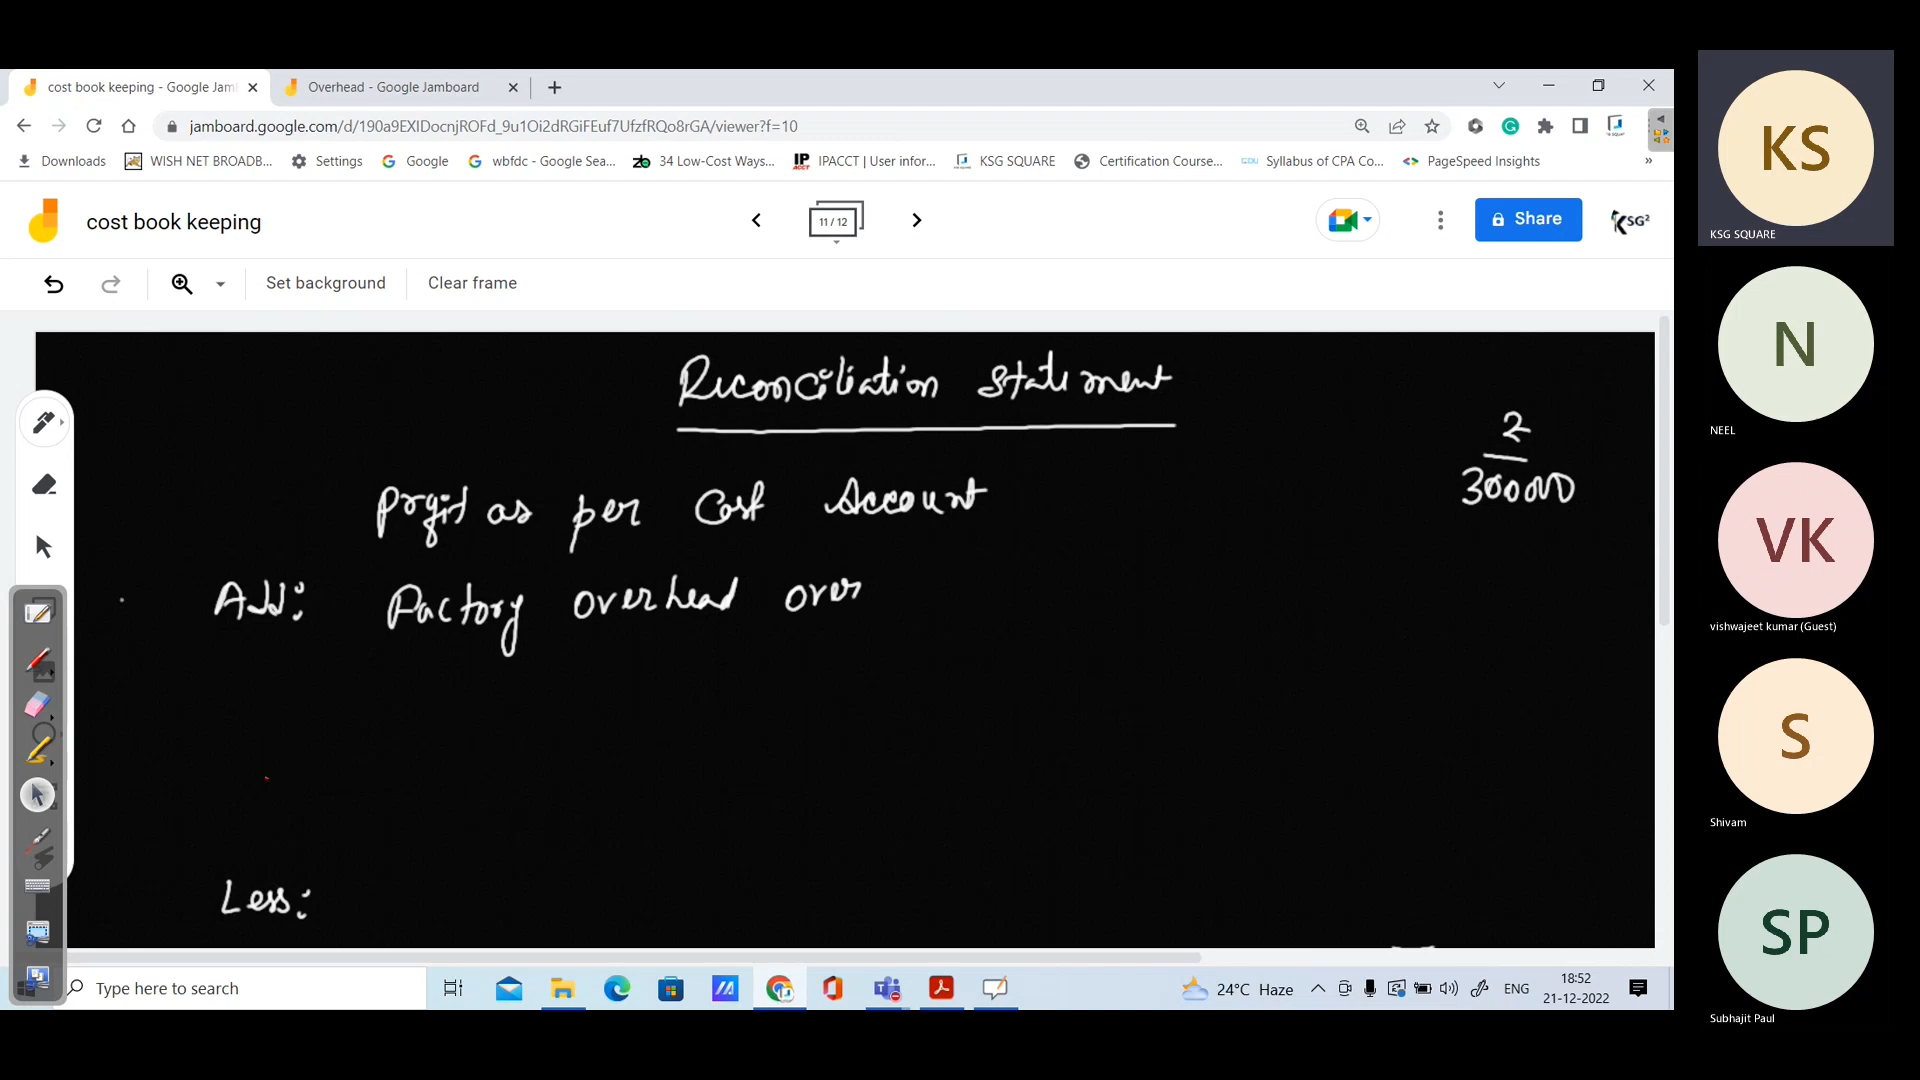 cost book keeping - Google Jam
Overhead - Google Jamboard
jamboard.google.com/d/190a9EXIDocnjROFd_9u1Oi2dRGiFEuf7UfzfRQo8rGA/viewer?f=10
Downloads
WISH NET BROADB...
Settings
Google
wbfdc - Google Sea...
34 Low-Cost Ways...
IPACCT | User infor...
KSG SQUARE
Certification Course...
Syllabus of CPA Co...
PageSpeed Insights
»
cost book keeping
11 / 12
Share
KSG²
Set background
Clear frame
Reconciliation Statement
2
Profit as per Cost Account
300000
Add: Factory overhead over
Less:
Type here to search
24°C Haze
ENG
18:52
21-12-2022
KS
KSG SQUARE
N
NEEL
VK
vishwajeet kumar (Guest)
S
Shivam
SP
Subhajit Paul